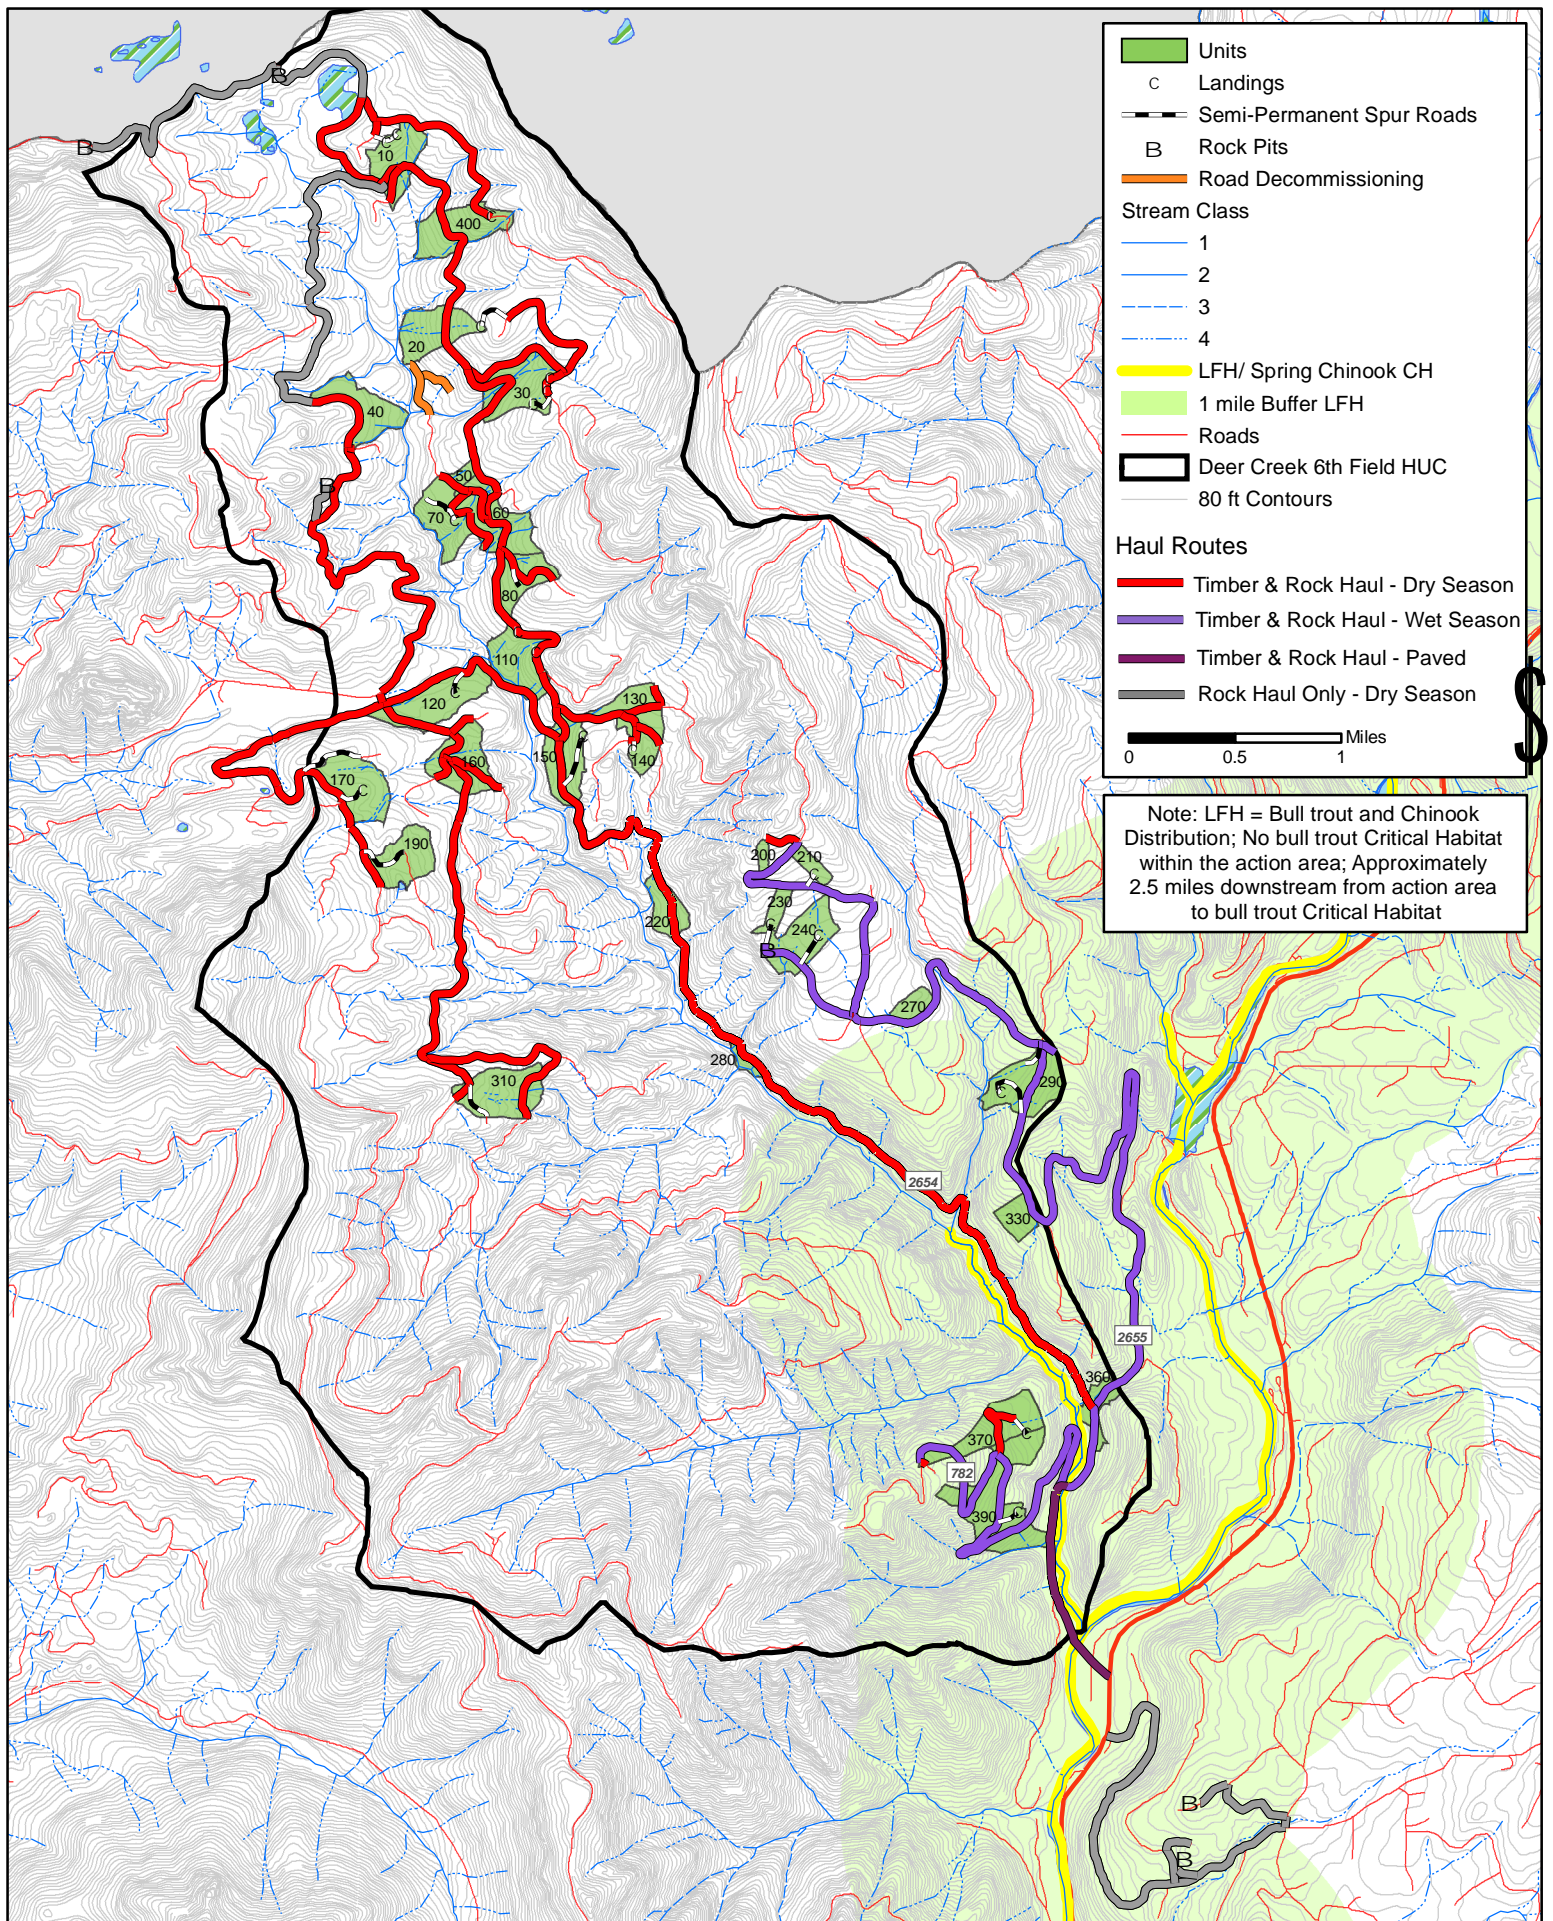 Units
C Landings
Semi-Permanent Spur Roads
B Rock Pits
Road Decommissioning
Stream Class
1
2
3
4
LFH/ Spring Chinook CH
1 mile Buffer LFH
Roads
Deer Creek 6th Field HUC
80 ft Contours
Haul Routes
Timber & Rock Haul - Dry Season
Timber & Rock Haul - Wet Season
Timber & Rock Haul - Paved
Rock Haul Only - Dry Season
Miles
0 0.5 1
$
Note: LFH = Bull trout and Chinook
Distribution; No bull trout Critical Habitat
within the action area; Approximately
2.5 miles downstream from action area
to bull trout Critical Habitat
B
B
C
C
10
C
400
C
20
30
40
B
50
C
70
60
80
110
C
120
130
C
C
150
140
160
170
C
190
200
210
C
230
C
240
C
220
B
270
280
290
C
310
2654
330
2655
360
370
C
782
390
C
B
B